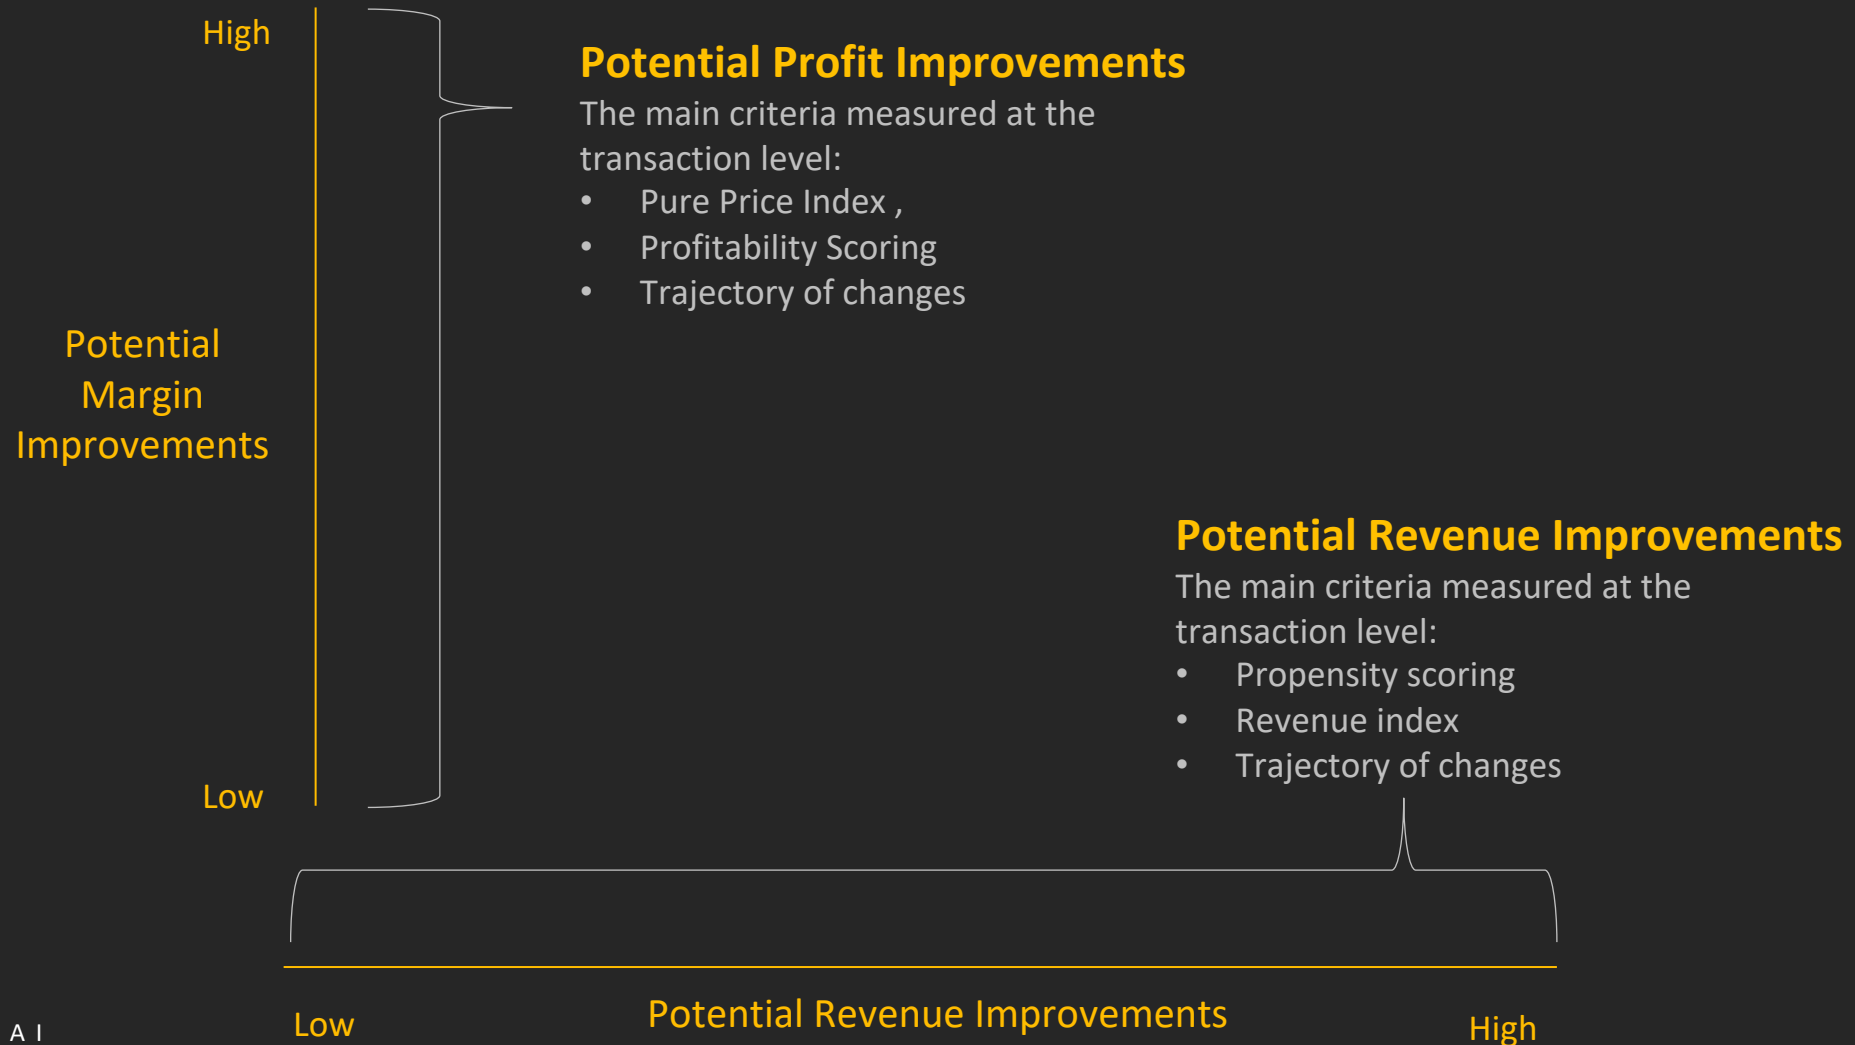 High
Potential Profit Improvements
The main criteria measured at the
transaction level:
• Pure Price Index ,
• Profitability Scoring
• Trajectory of changes
Potential
Margin
Improvements
Potential Revenue Improvements
The main criteria measured at the
transaction level:
• Propensity scoring
• Revenue index
• Trajectory of changes
Low
Low
Potential Revenue Improvements
High
A I